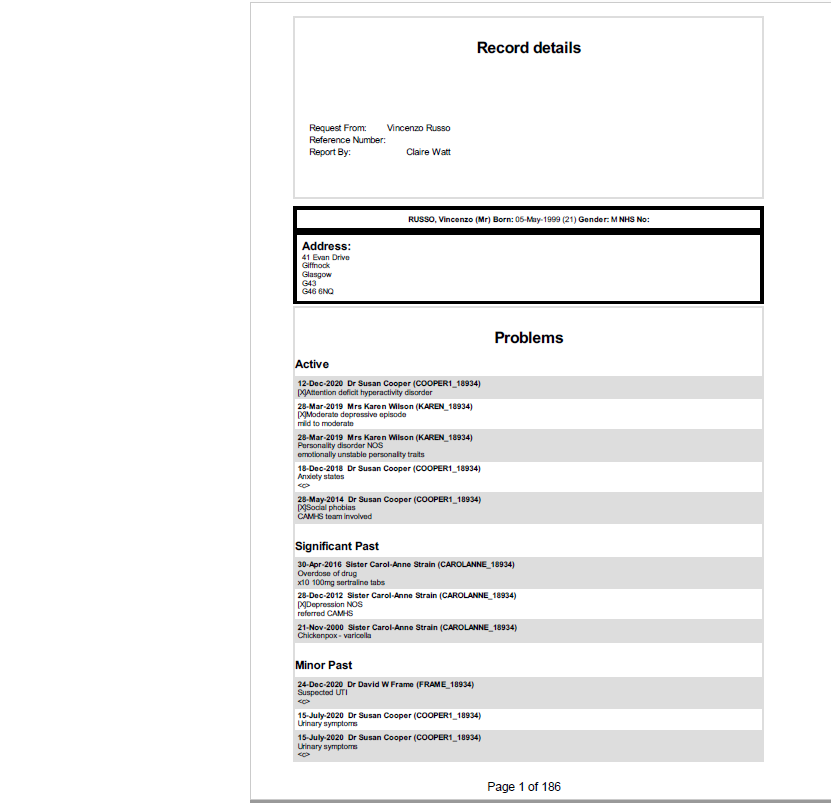 Record details
Request From: Vincenzo Russo
Reference Number:
Report By: Claire Watt
RUSSO, Vincenzo (Mr) Born: 05-May-1999 (21) Gender: M NHS No:
Address:
41 Evan Drive
Giffnock
Glasgow
G43
G46 6NQ
Problems
Active
12-Dec-2020 Dr Susan Cooper (COOPER1_18934)
[X]Attention deficit hyperactivity disorder
28-Mar-2019 Mrs Karen Wilson (KAREN_18934)
[X]Moderate depressive episode
mild to moderate
28-Mar-2019 Mrs Karen Wilson (KAREN_18934)
Personality disorder NOS
emotionally unstable personality traits
18-Dec-2018 Dr Susan Cooper (COOPER1_18934)
Anxiety states
<c>
28-May-2014 Dr Susan Cooper (COOPER1_18934)
[X]Social phobias
CAMHS team involved
Significant Past
30-Apr-2016 Sister Carol-Anne Strain (CAROLANNE_18934)
Overdose of drug
x10 100mg sertraline tabs
28-Dec-2012 Sister Carol-Anne Strain (CAROLANNE_18934)
[X]Depression NOS
referred CAMHS
21-Nov-2000 Sister Carol-Anne Strain (CAROLANNE_18934)
Chickenpox - varicella
Minor Past
24-Dec-2020 Dr David W Frame (FRAME_18934)
Suspected UTI
<c>
15-July-2020 Dr Susan Cooper (COOPER1_18934)
Urinary symptoms
15-July-2020 Dr Susan Cooper (COOPER1_18934)
Urinary symptoms
<c>
Page 1 of 186